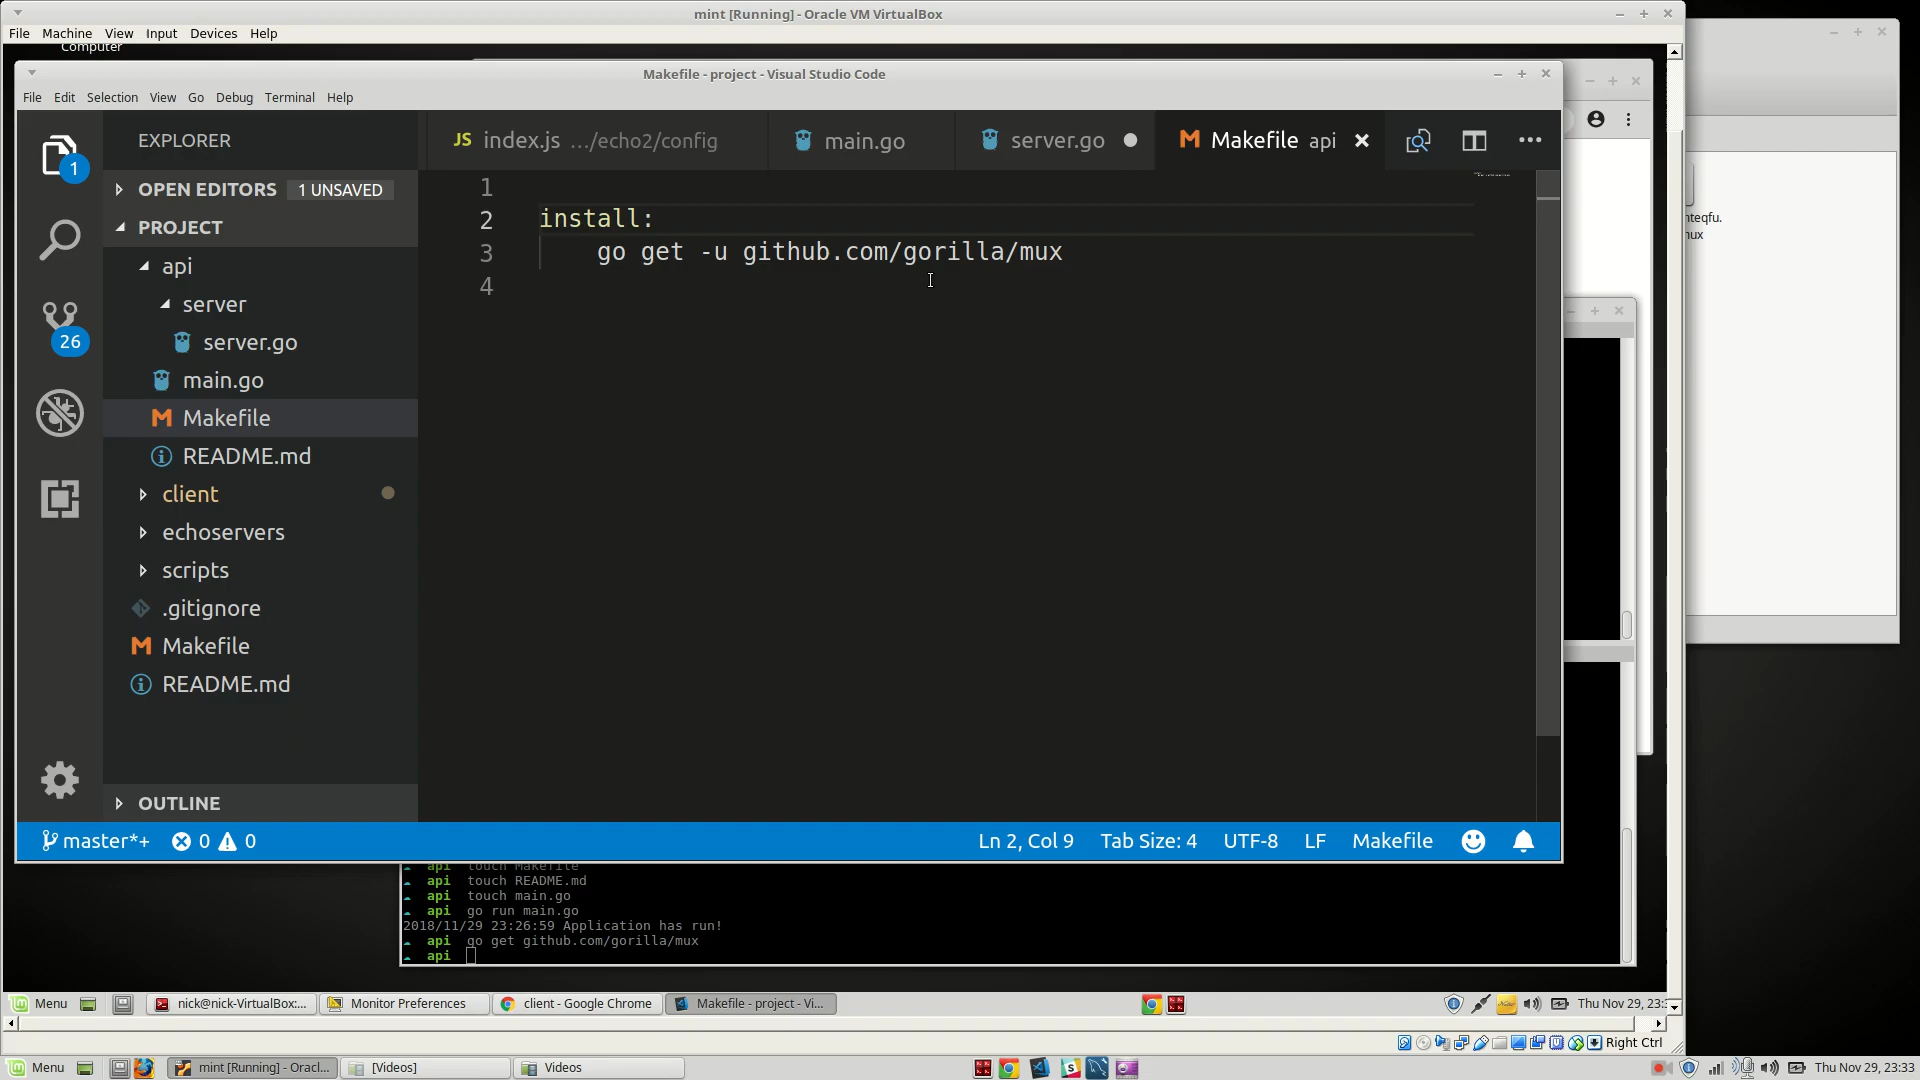 mint [Running] - Oracle VM VirtualBox
File Machine View Input Devices Help
Computer
Makefile - project - Visual Studio Code
File Edit Selection View Go Debug Terminal Help
EXPLORER
JS index.js .../echo2/config
main.go
server.go
M Makefile api
1
OPEN EDITORS 1 UNSAVED
PROJECT
api
server
server.go
main.go
M Makefile
README.md
client
echoservers
scripts
.gitignore
M Makefile
README.md
OUTLINE
26
1
2 install:
3 go get -u github.com/gorilla/mux
4
master*+ 0 0
Ln 2, Col 9 Tab Size: 4 UTF-8 LF Makefile
api touch Makefile
api touch README.md
api touch main.go
api go run main.go
2018/11/29 23:26:59 Application has run!
api go get github.com/gorilla/mux
api
nteqfu.
Menu nick@nick-VirtualBox:... Monitor Preferences client - Google Chrome Makefile - project - Vi... Thu Nov 29, 23:
Right Ctrl
Menu mint [Running] - Oracl... [Videos] Videos Thu Nov 29, 23:33